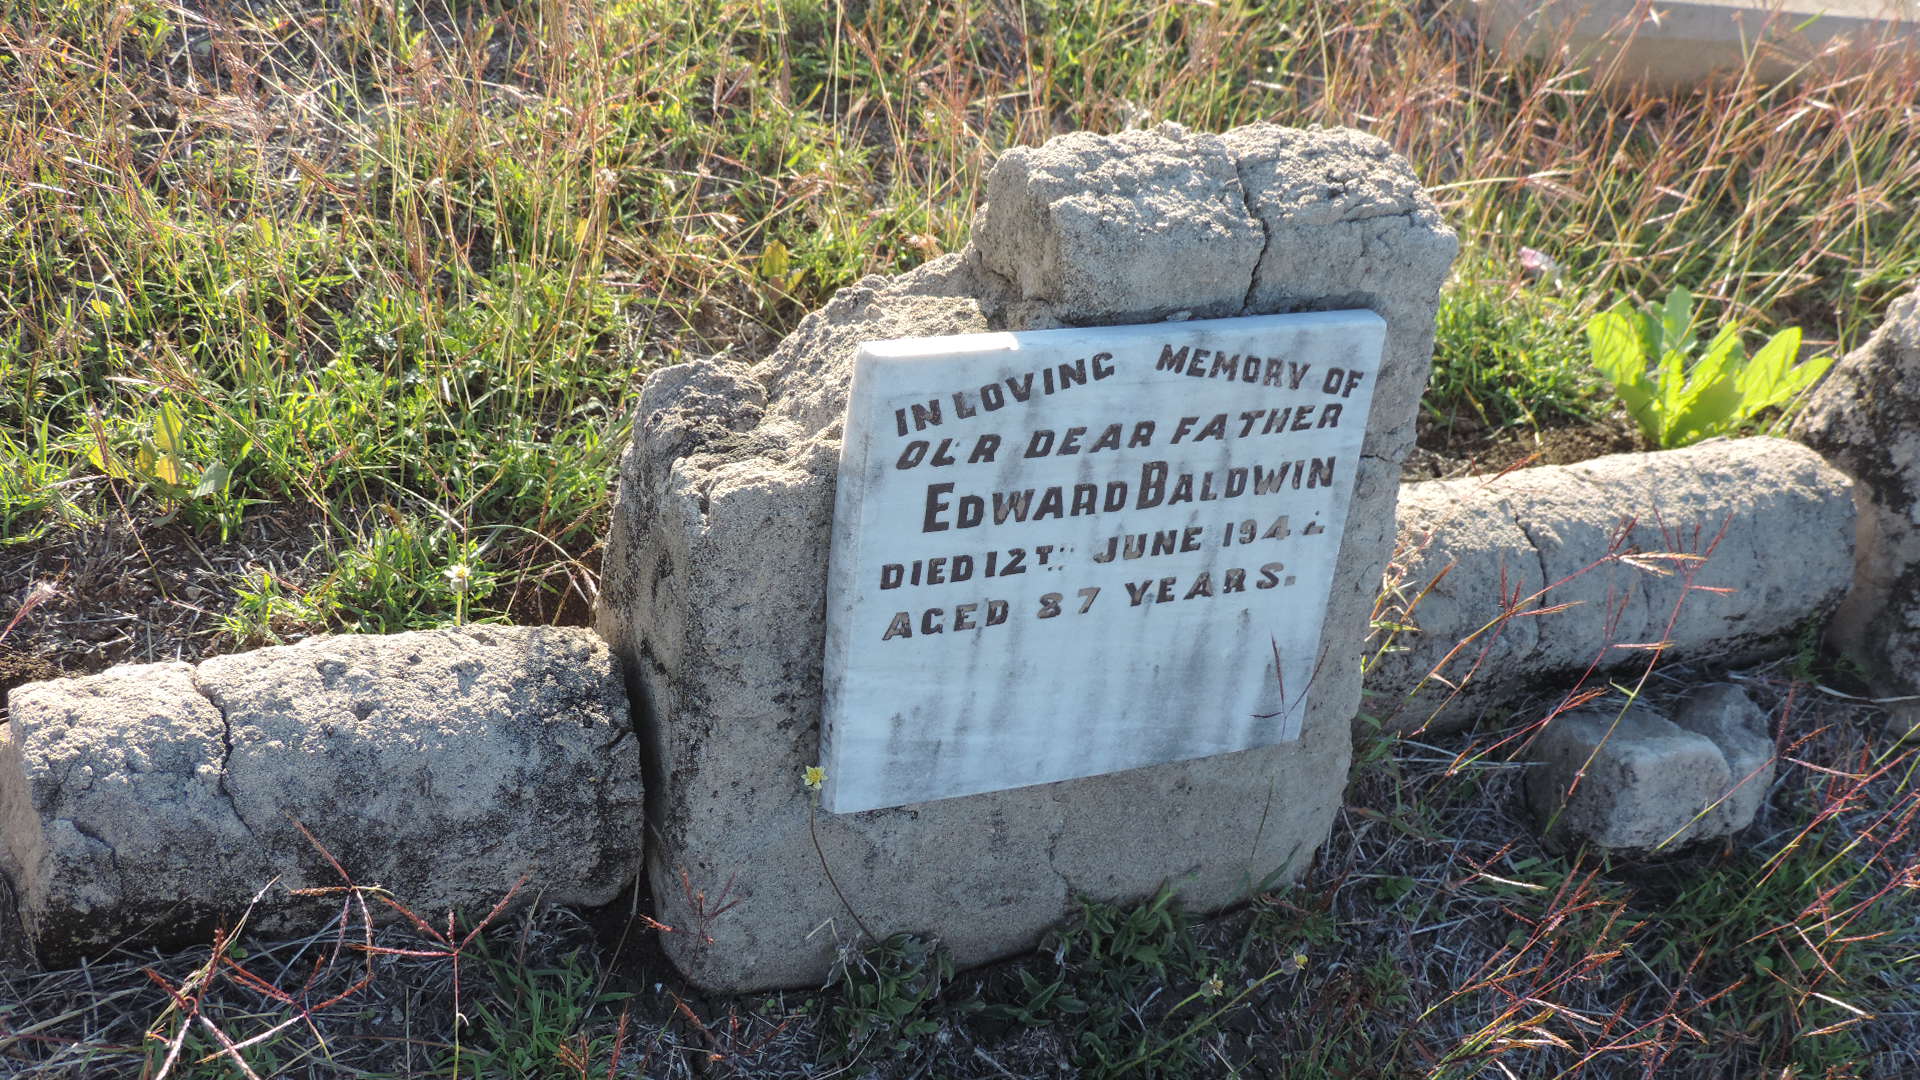 IN LOVING MEMORY OF
OUR DEAR FATHER
EDWARD BALDWIN
DIED 12TH JUNE
AGED 87 YEARS.